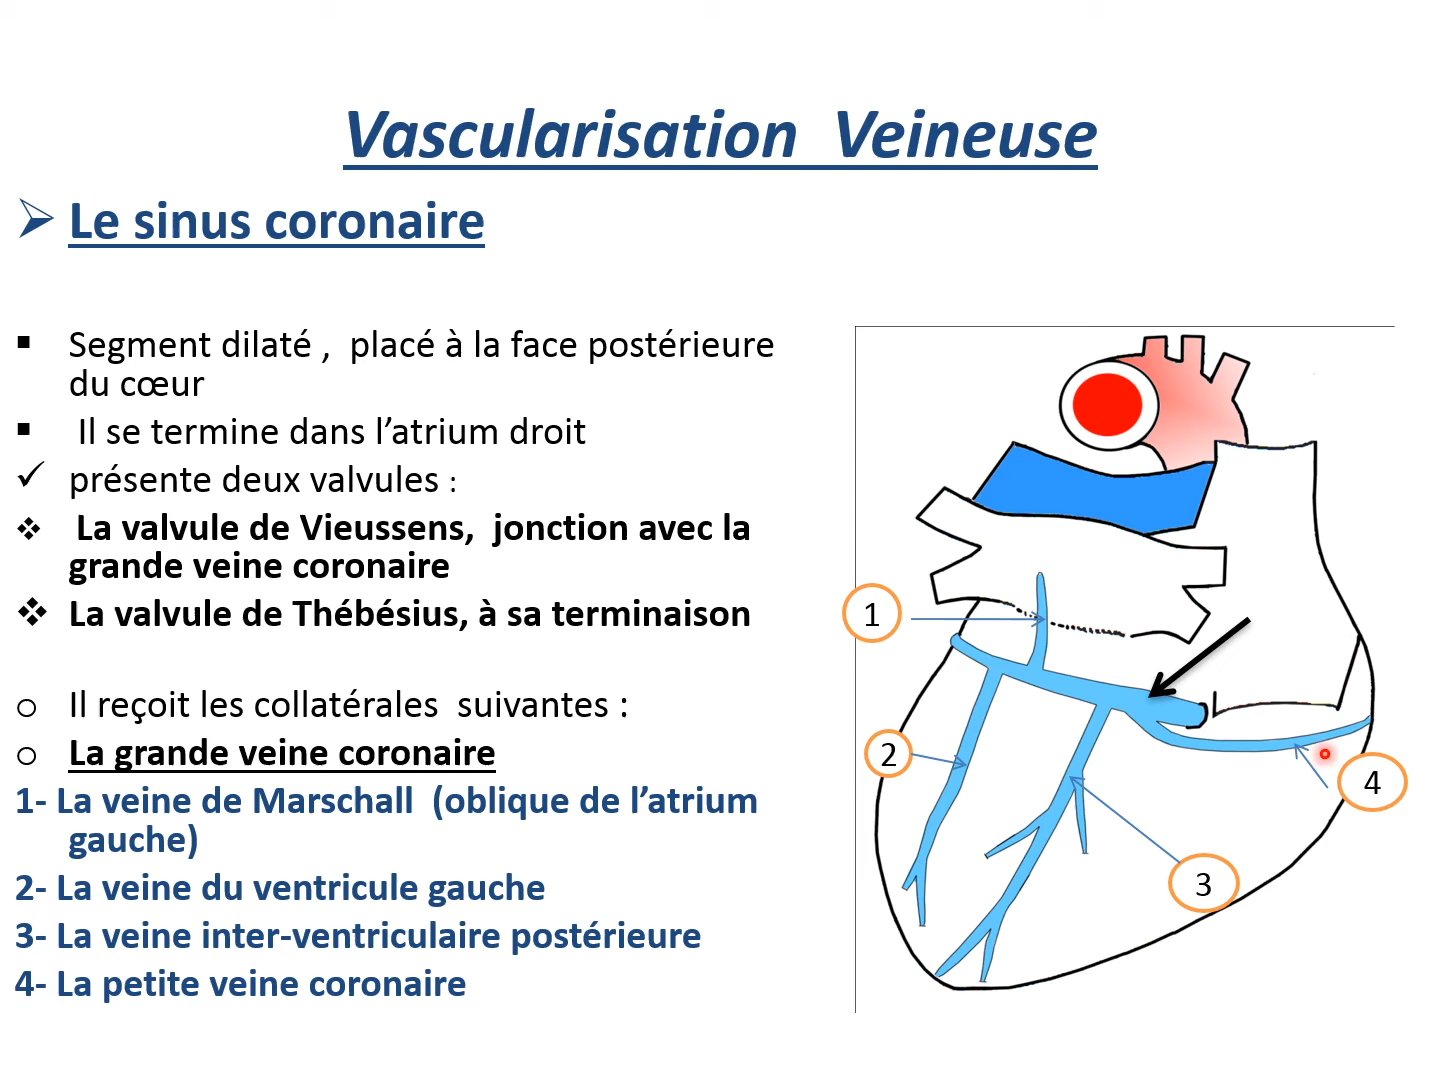 Vascularisation Veineuse
Le sinus coronaire
Segment dilaté , placé à la face postérieure
du cœur
Il se termine dans l’atrium droit
présente deux valvules :
La valvule de Vieussens, jonction avec la
grande veine coronaire
La valvule de Thébésius, à sa terminaison
Il reçoit les collatérales suivantes :
La grande veine coronaire
1- La veine de Marschall (oblique de l’atrium
gauche)
2- La veine du ventricule gauche
3- La veine inter-ventriculaire postérieure
4- La petite veine coronaire
1
2
3
4